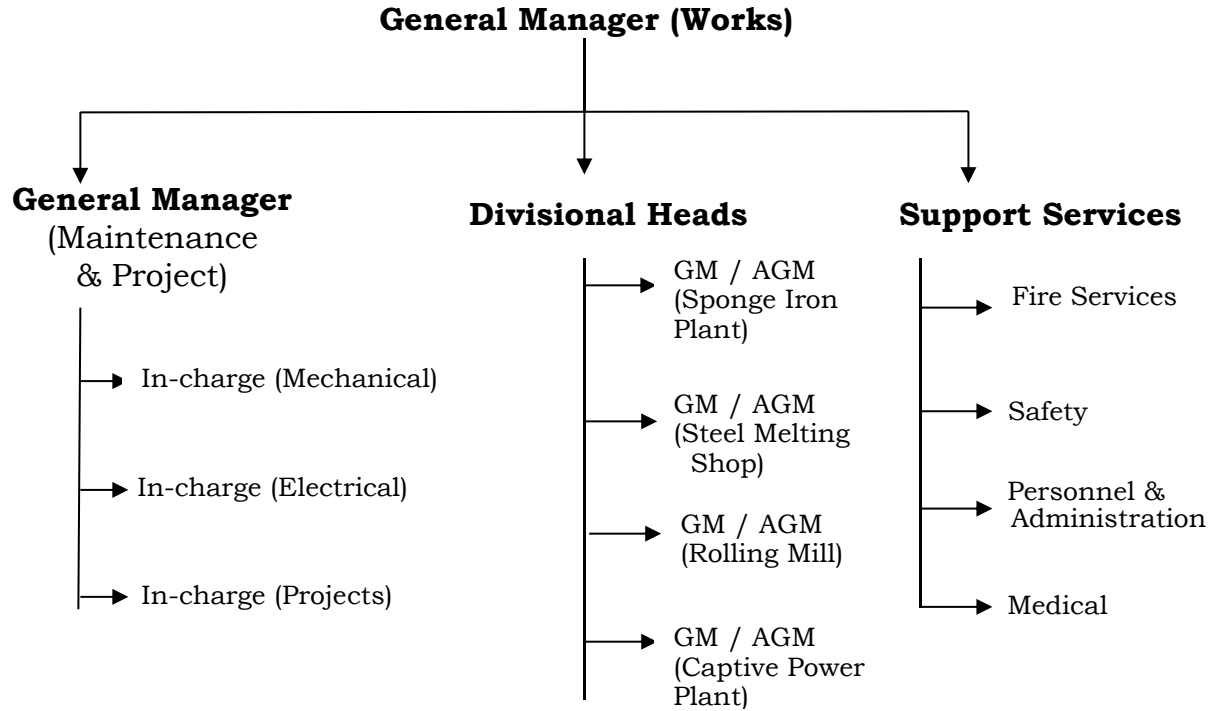 General Manager (Works)
General Manager
(Maintenance
& Project)
In-charge (Mechanical)
In-charge (Electrical)
In-charge (Projects)
Divisional Heads
GM / AGM
(Sponge Iron
Plant)
GM / AGM
(Steel Melting
Shop)
GM / AGM
(Rolling Mill)
GM / AGM
(Captive Power
Plant)
Support Services
Fire Services
Safety
Personnel &
Administration
Medical